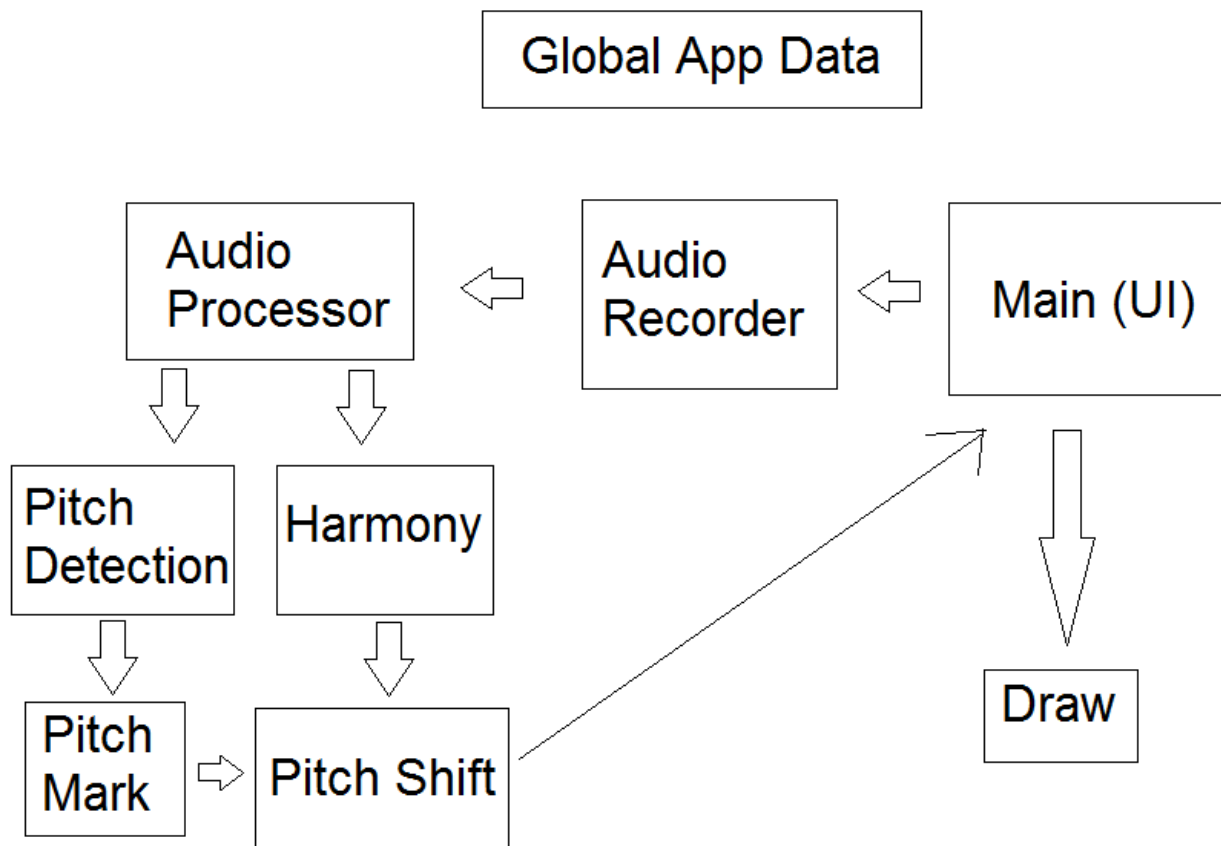 Global App Data
Audio
Processor
Audio
Recorder
Main (UI)
Pitch
Detection
Harmony
Pitch
Mark
Pitch Shift
Draw